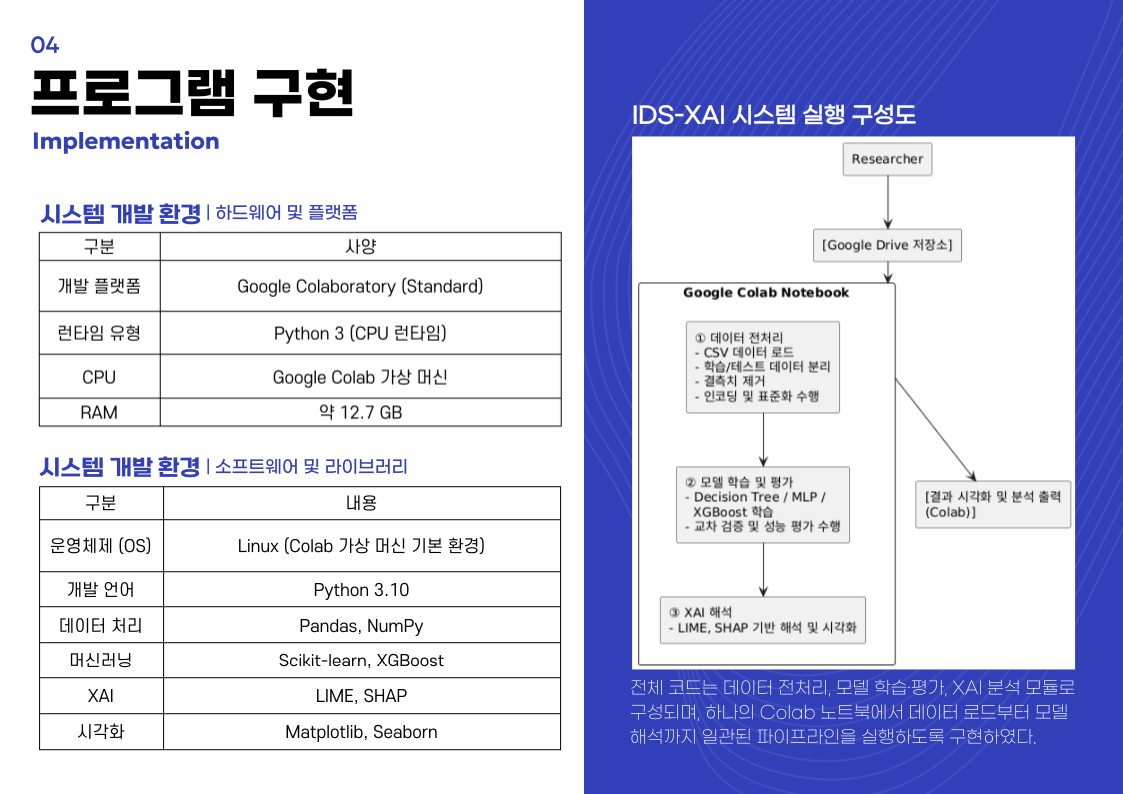 04
프로그램 구현
Implementation
시스템 개발 환경 | 하드웨어 및 플랫폼
구분 사양
개발 플랫폼 Google Colaboratory (Standard)
런타임 유형 Python 3 (CPU 런타임)
CPU Google Colab 가상 머신
RAM 약 12.7 GB
시스템 개발 환경 | 소프트웨어 및 라이브러리
구분 내용
운영체제 (OS) Linux (Colab 가상 머신 기본 환경)
개발 언어 Python 3.10
데이터 처리 Pandas, NumPy
머신러닝 Scikit-learn, XGBoost
XAI LIME, SHAP
시각화 Matplotlib, Seaborn
IDS-XAI 시스템 실행 구성도
Researcher
[Google Drive 저장소]
Google Colab Notebook
① 데이터 전처리
- CSV 데이터 로드
- 학습/테스트 데이터 분리
- 결측치 제거
- 인코딩 및 표준화 수행
② 모델 학습 및 평가
- Decision Tree / MLP /
XGBoost 학습
- 교차 검증 및 성능 평가 수행
[결과 시각화 및 분석 출력
(Colab)]
③ XAI 해석
- LIME, SHAP 기반 해석 및 시각화
전체 코드는 데이터 전처리, 모델 학습·평가, XAI 분석 모듈로
구성되며, 하나의 Colab 노트북에서 데이터 로드부터 모델
해석까지 일관된 파이프라인을 실행하도록 구현하였다.